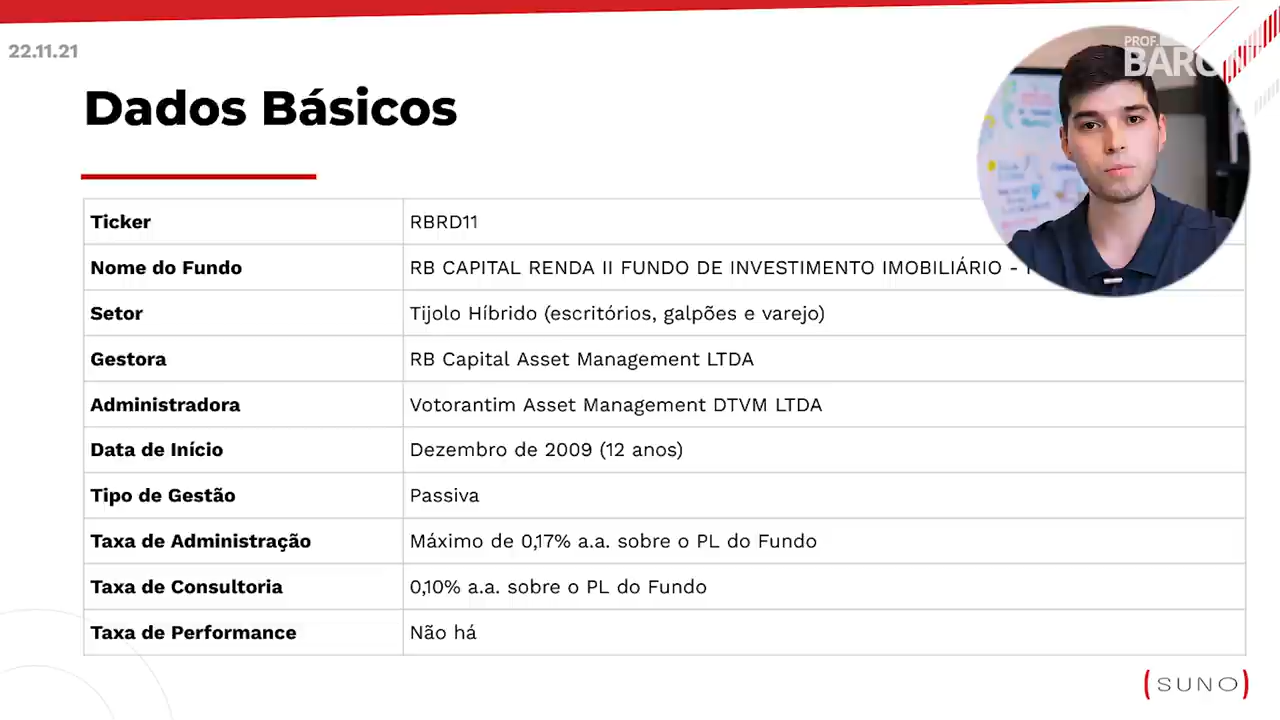 22.11.21
PROF.
Dados Básicos
Ticker RBRD11
Nome do Fundo RB CAPITAL RENDA II FUNDO DE INVESTIMENTO IMOBILIÁRIO -
Setor Tijolo Híbrido (escritórios, galpões e varejo)
Gestora RB Capital Asset Management LTDA
Administradora Votorantim Asset Management DTVM LTDA
Data de Início Dezembro de 2009 (12 anos)
Tipo de Gestão Passiva
Taxa de Administração Máximo de 0,17% a.a. sobre o PL do Fundo
Taxa de Consultoria 0,10% a.a. sobre o PL do Fundo
Taxa de Performance Não há
(SUNO)